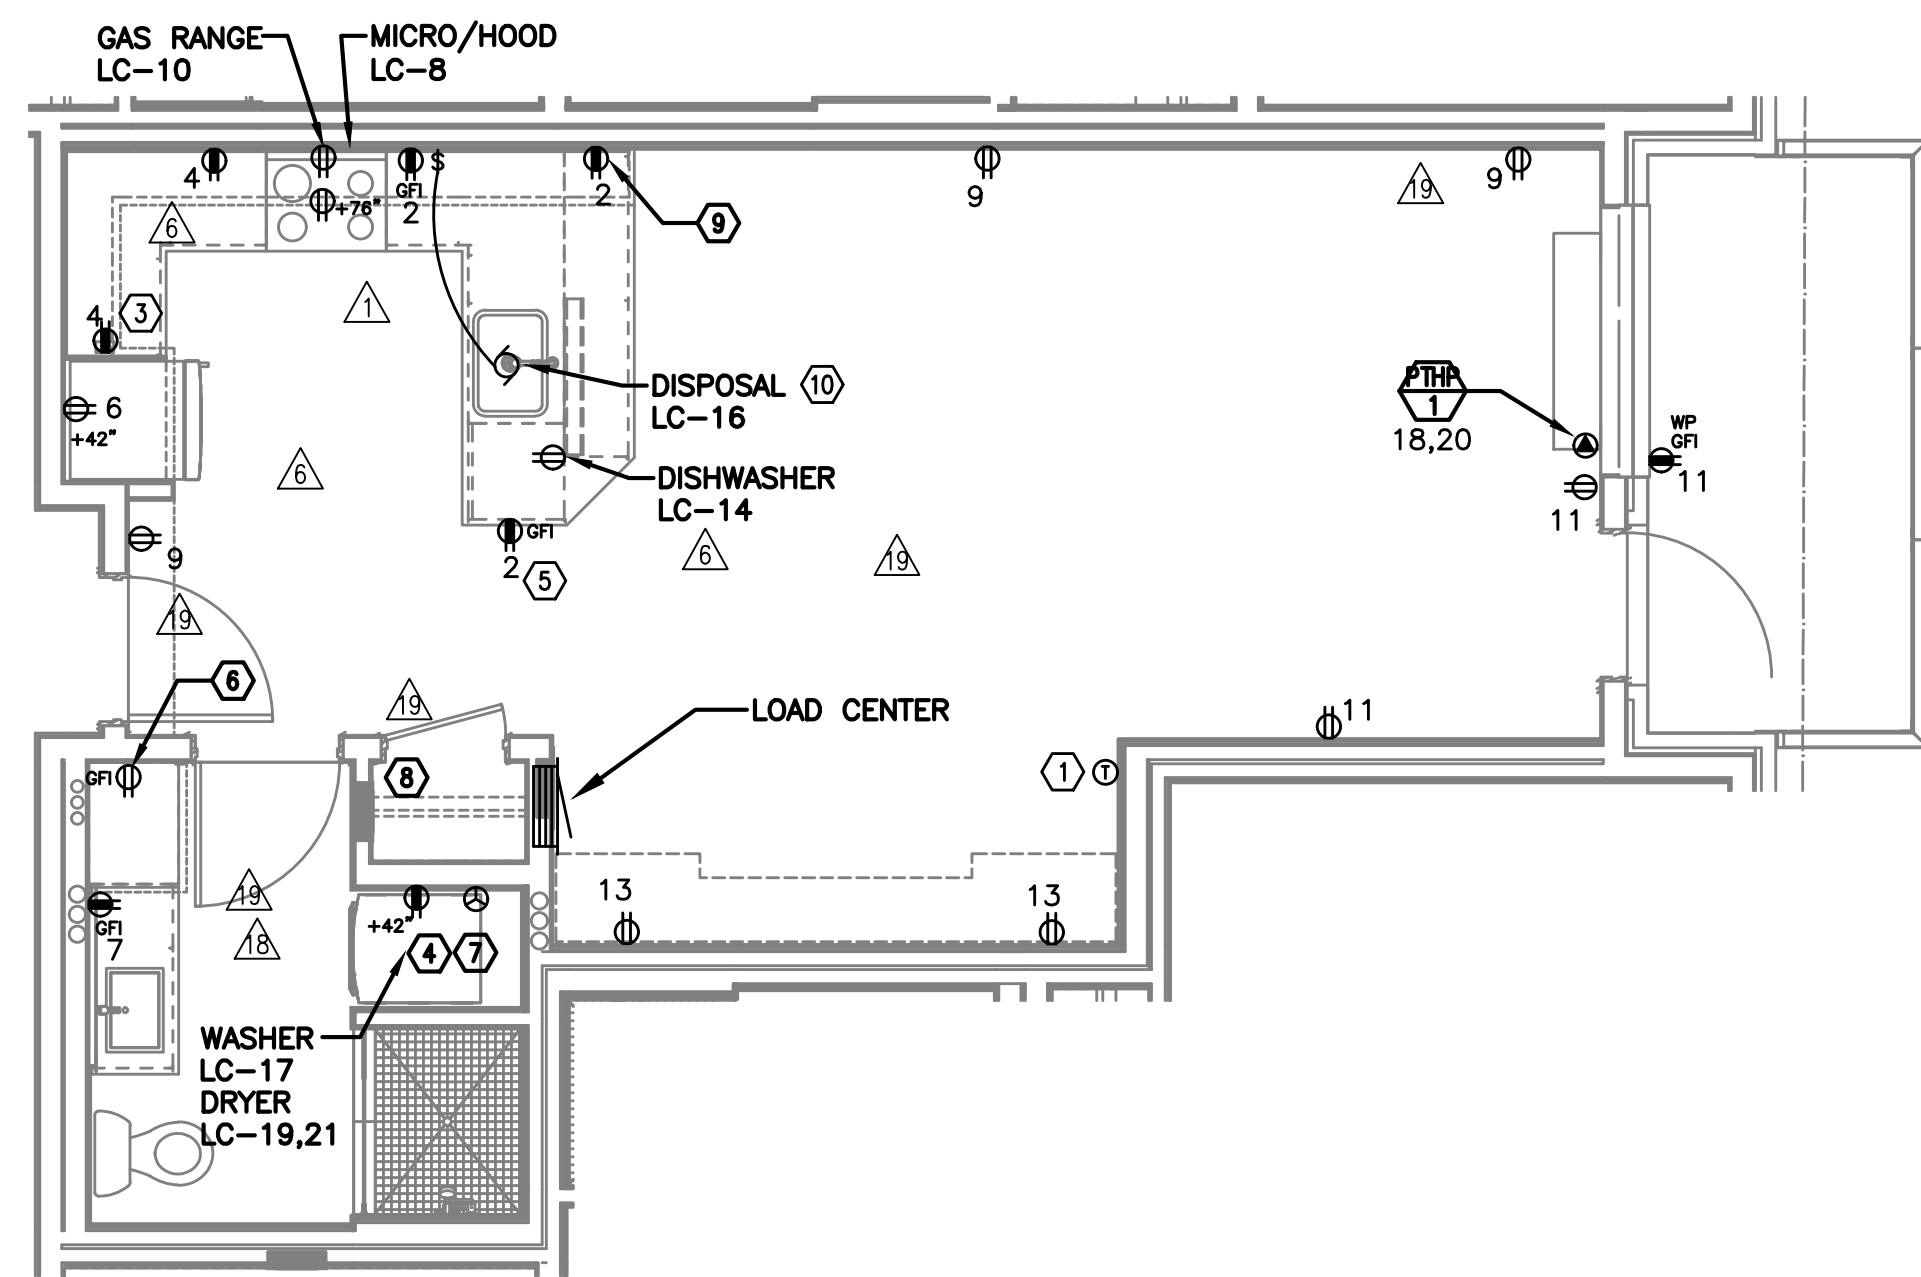 GAS RANGE
LC-10
MICRO/HOOD
LC-8
4
+76"
GFI
2
$
2
9
9
9
19
6
3
4
1
6
+42"
DISPOSAL 10
LC-16
DISHWASHER
LC-14
6
GFI
2
5
6
19
PTHP
1
18,20
WP
GFI
11
11
9
19
6
19
LOAD CENTER
11
1
T
GFI
8
19
18
GFI
7
+42"
4
7
13
13
WASHER
LC-17
DRYER
LC-19,21